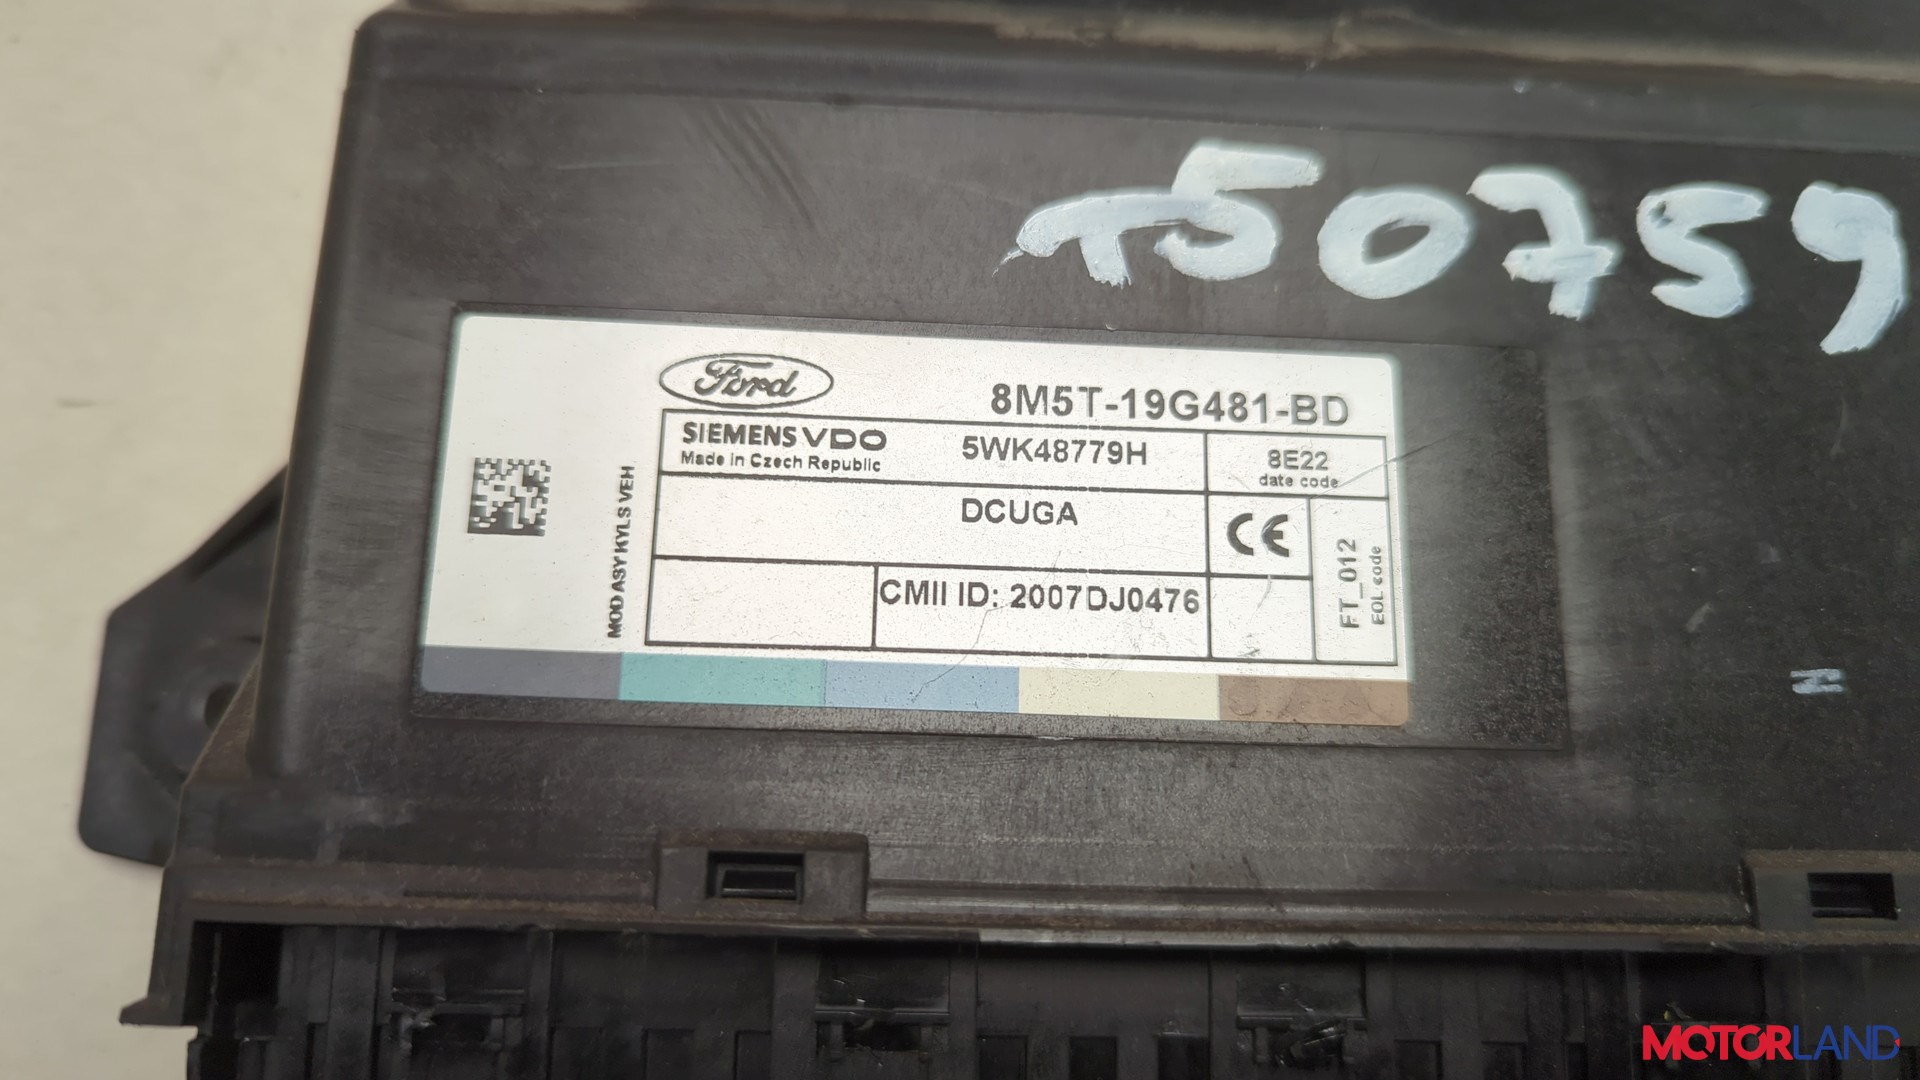 150759
Ford
8M5T-19G481-BD
SIEMENS VDO
Made in Czech Republic
5WK48779H
8E22
date code
MOD ASY KYLS VEH
DCUGA
CE
FT_012
EOL code
CMII ID: 2007DJ0476
N
MOTORLAND